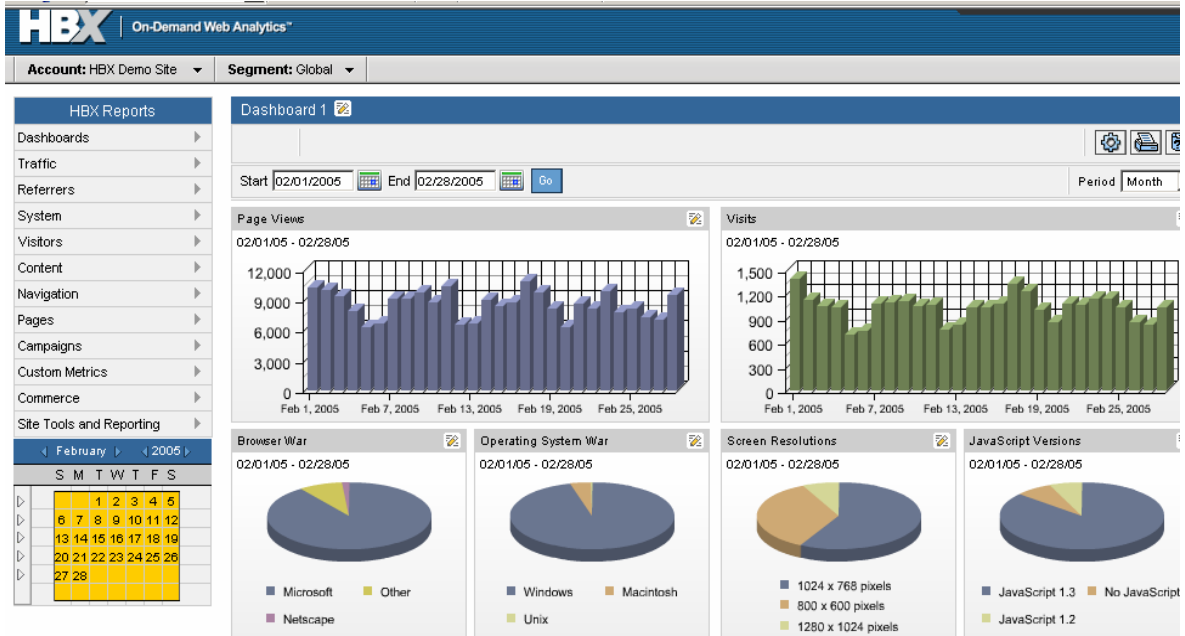 HBX On-Demand Web Analytics™
Account: HBX Demo Site Segment: Global
HBX Reports
Dashboards
Traffic
Referrers
System
Visitors
Content
Navigation
Pages
Campaigns
Custom Metrics
Commerce
Site Tools and Reporting
February 2005
S M T W T F S
1 2 3 4 5
6 7 8 9 10 11 12
13 14 15 16 17 18 19
20 21 22 23 24 25 26
27 28
Dashboard 1
Start 02/01/2005 End 02/28/2005 Go Period Month
Page Views
02/01/05 - 02/28/05
12,000
9,000
6,000
3,000
0
Feb 1, 2005 Feb 7, 2005 Feb 13, 2005 Feb 19, 2005 Feb 25, 2005
Visits
02/01/05 - 02/28/05
1,500
1,200
900
600
300
0
Feb 1, 2005 Feb 7, 2005 Feb 13, 2005 Feb 19, 2005 Feb 25, 2005
Browser War
02/01/05 - 02/28/05
Microsoft Other
Netscape
Operating System War
02/01/05 - 02/28/05
Windows Macintosh
Unix
Screen Resolutions
02/01/05 - 02/28/05
1024 x 768 pixels
800 x 600 pixels
1280 x 1024 pixels
JavaScript Versions
02/01/05 - 02/28/05
JavaScript 1.3 No JavaScript
JavaScript 1.2